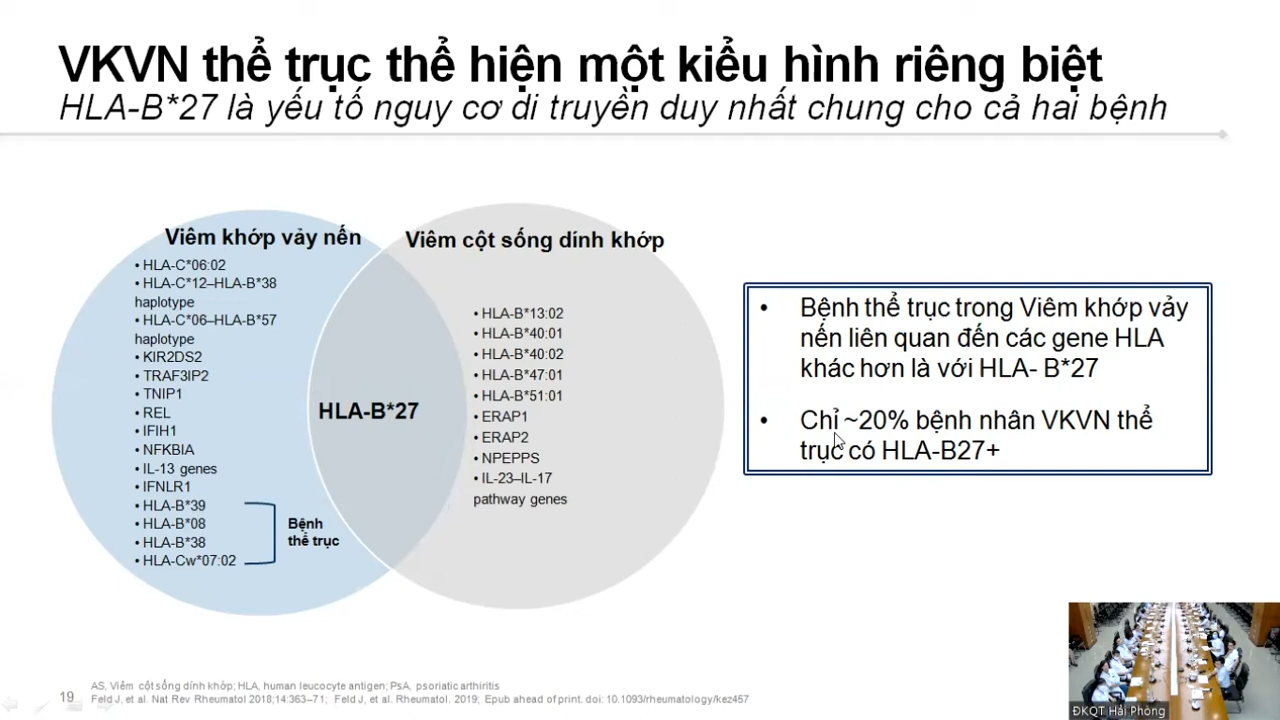 VKVN thể trục thể hiện một kiểu hình riêng biệt
HLA-B*27 là yếu tố nguy cơ di truyền duy nhất chung cho cả hai bệnh
Viêm khớp vảy nến
• HLA-C*06:02
• HLA-C*12–HLA-B*38
haplotype
• HLA-C*06–HLA-B*57
haplotype
• KIR2DS2
• TRAF3IP2
• TNIP1
• REL
• IFIH1
• NFKBIA
• IL-13 genes
• IFNLR1
• HLA-B*39
• HLA-B*08
• HLA-B*38
• HLA-Cw*07:02
Bệnh
thể trục
HLA-B*27
Viêm cột sống dính khớp
• HLA-B*13:02
• HLA-B*40:01
• HLA-B*40:02
• HLA-B*47:01
• HLA-B*51:01
• ERAP1
• ERAP2
• NPEPPS
• IL-23–IL-17
pathway genes
• Bệnh thể trục trong Viêm khớp vảy
nến liên quan đến các gene HLA
khác hơn là với HLA- B*27
• Chỉ ~20% bệnh nhân VKVN thể
trục có HLA-B27+
19
AS, Viêm cột sống dính khớp; HLA, human leucocyte antigen; PsA, psoriatic arthiritis
Feld J, et al. Nat Rev Rheumatol 2018;14:363–71; Feld J, et al. Rheumatol. 2019; Epub ahead of print. doi: 10.1093/rheumatology/kez457
ĐKQT Hải Phòng